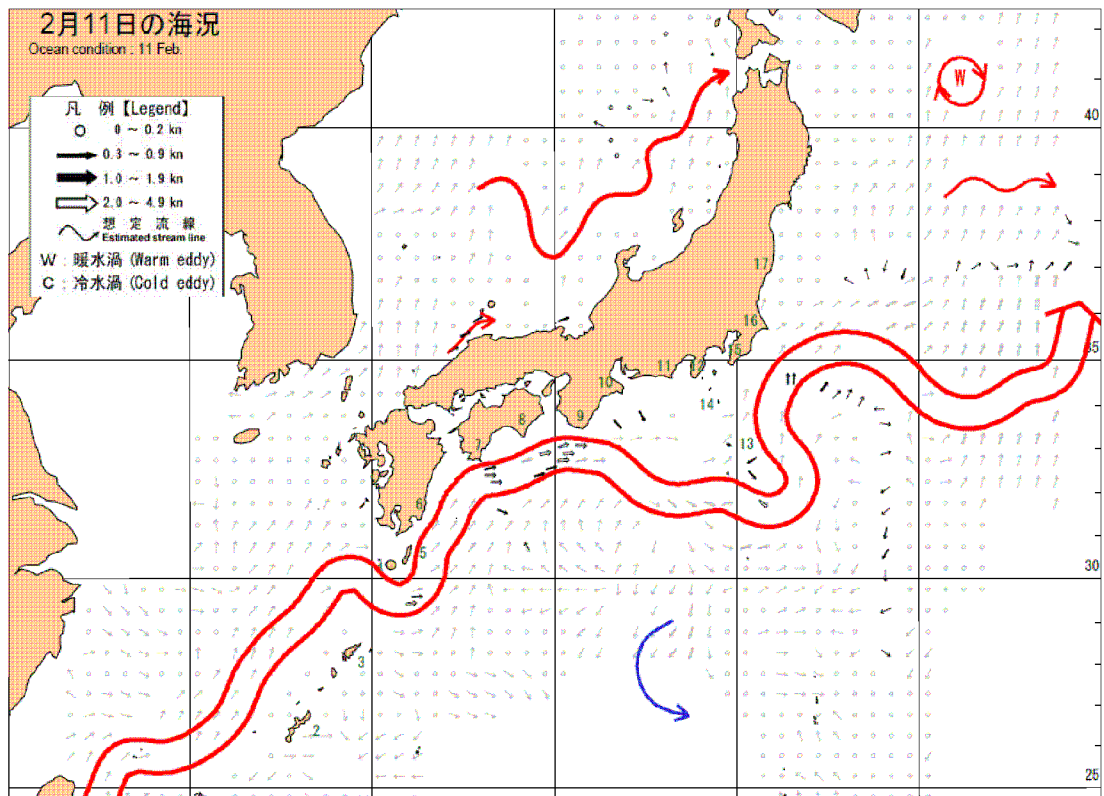 2月11日の海況
Ocean condition : 11 Feb.
凡 例【Legend】
0 ～ 0.2 kn
0.3 ～ 0.9 kn
1.0 ～ 1.9 kn
2.0 ～ 4.9 kn
想 定 流 線
Estimated stream line
W : 暖水渦 (Warm eddy)
C : 冷水渦 (Cold eddy)
W
40
17
16
15
35
12
11
10
14
9
8
7
13
6
5
30
3
2
25